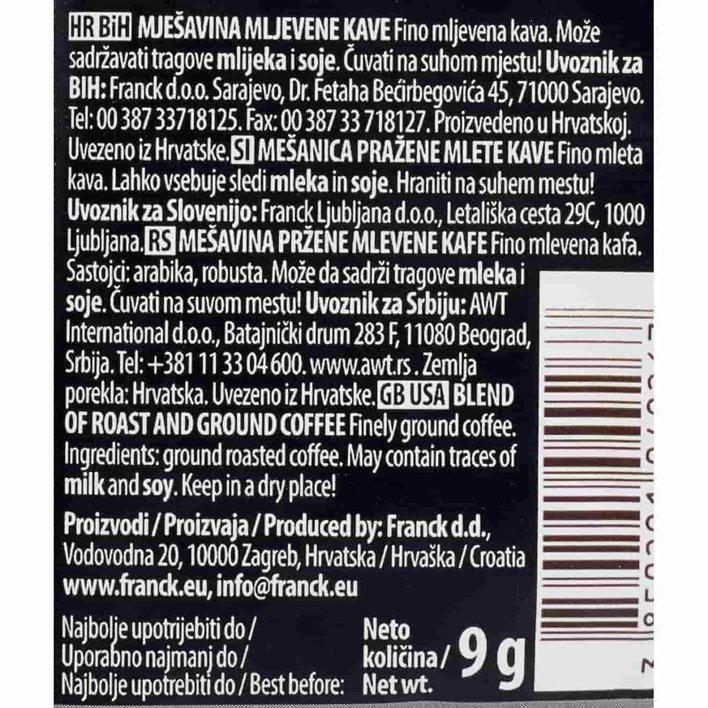 HR BiH MJEŠAVINA MLJEVENE KAVE Fino mljevena kava. Može
sadržavati tragove mlijeka i soje. Čuvati na suhom mjestu! Uvoznik za
BIH: Franck d.o.o. Sarajevo, Dr. Fetaha Bećirbegovića 45, 71000 Sarajevo.
Tel: 00 387 33718125. Fax: 00 387 33 718127. Proizvedeno u Hrvatskoj.
Uvezeno iz Hrvatske. SI MEŠANICA PRAŽENE MLETE KAVE Fino mleta
kava. Lahko vsebuje sledi mleka in soje. Hraniti na suhem mestu!
Uvoznik za Slovenijo: Franck Ljubljana d.o.o., Letališka cesta 29C, 1000
Ljubljana. RS MEŠAVINA PRŽENE MLEVENE KAFE Fino mlevena kafa.
Sastojci: arabika, robusta. Može da sadrži tragove mleka i
soje. Čuvati na suvom mestu! Uvoznik za Srbiju: AWT
International d.o.o., Batajnički drum 283 F, 11080 Beograd,
Srbija. Tel: +381 11 33 04 600. www.awt.rs. Zemlja
porekla: Hrvatska. Uvezeno iz Hrvatske. GB USA BLEND
OF ROAST AND GROUND COFFEE Finely ground coffee.
Ingredients: ground roasted coffee. May contain traces of
milk and soy. Keep in a dry place!
Proizvodi / Proizvaja / Produced by: Franck d.d.,
Vodovodna 20, 10000 Zagreb, Hrvatska / Hrvaška / Croatia
www.franck.eu, info@franck.eu
Najbolje upotrijebiti do /
Uporabno najmanj do /
Najbolje upotrebiti do / Best before:
Neto
količina /
Net wt.
9 g